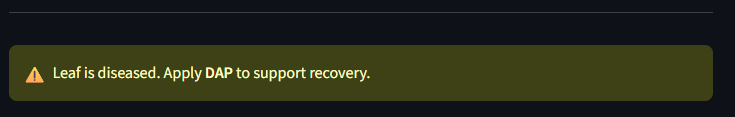 Leaf is diseased. Apply DAP to support recovery.